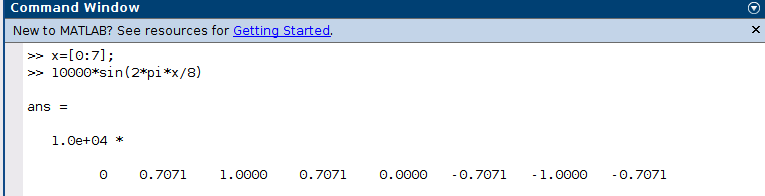 Command Window
New to MATLAB? See resources for Getting Started.
>> x=[0:7];
>> 10000*sin(2*pi*x/8)
ans =
1.0e+04 *
0 0.7071 1.0000 0.7071 0.0000 -0.7071 -1.0000 -0.7071